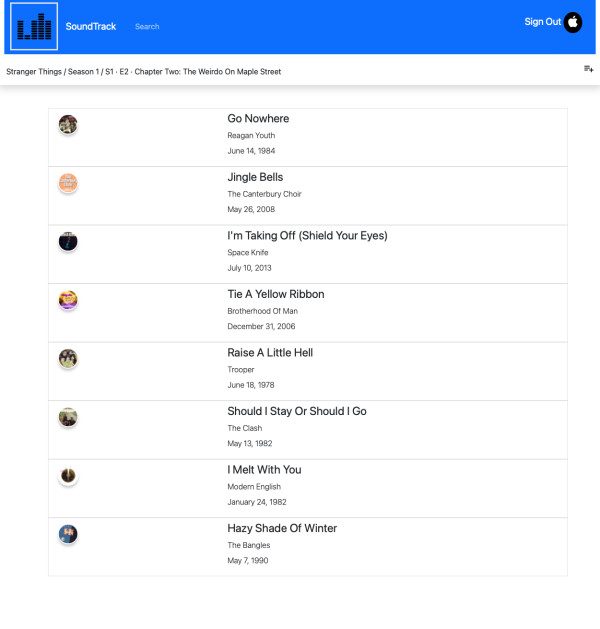 SoundTrack
Search
Sign Out
Stranger Things / Season 1 / S1 · E2 · Chapter Two: The Weirdo On Maple Street
Go Nowhere
Reagan Youth
June 14, 1984
Jingle Bells
The Canterbury Choir
May 26, 2008
I'm Taking Off (Shield Your Eyes)
Space Knife
July 10, 2013
Tie A Yellow Ribbon
Brotherhood Of Man
December 31, 2006
Raise A Little Hell
Trooper
June 18, 1978
Should I Stay Or Should I Go
The Clash
May 13, 1982
I Melt With You
Modern English
January 24, 1982
Hazy Shade Of Winter
The Bangles
May 7, 1990